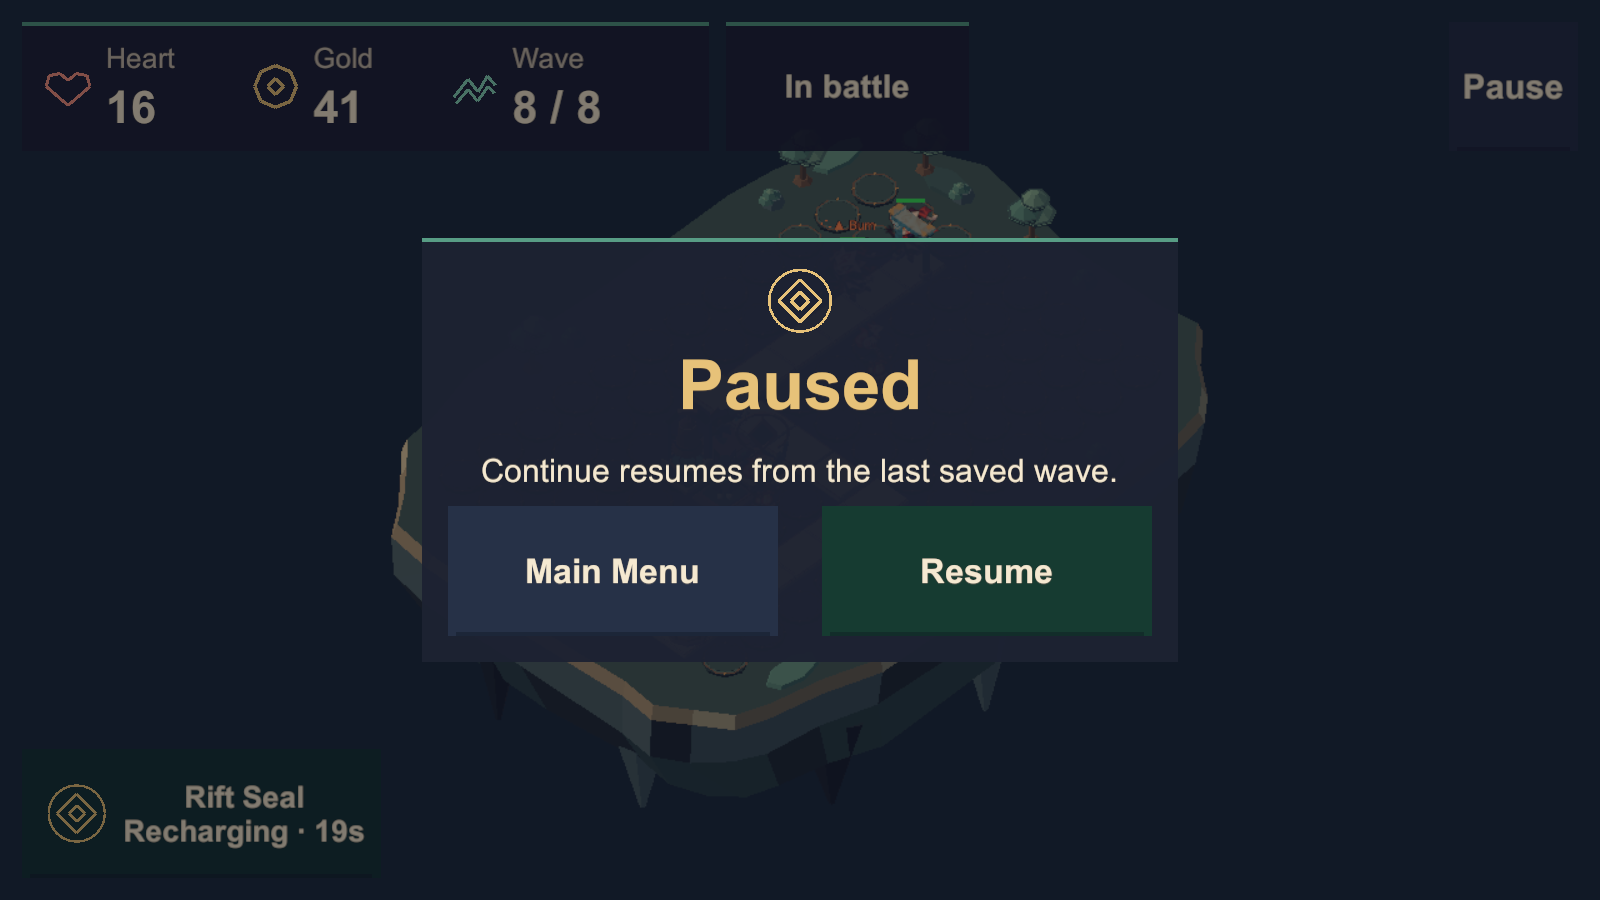 Heart
16
Gold
41
Wave
8 / 8
In battle
Pause
Burn
Paused
Continue resumes from the last saved wave.
Main Menu
Resume
Rift Seal
Recharging · 19s